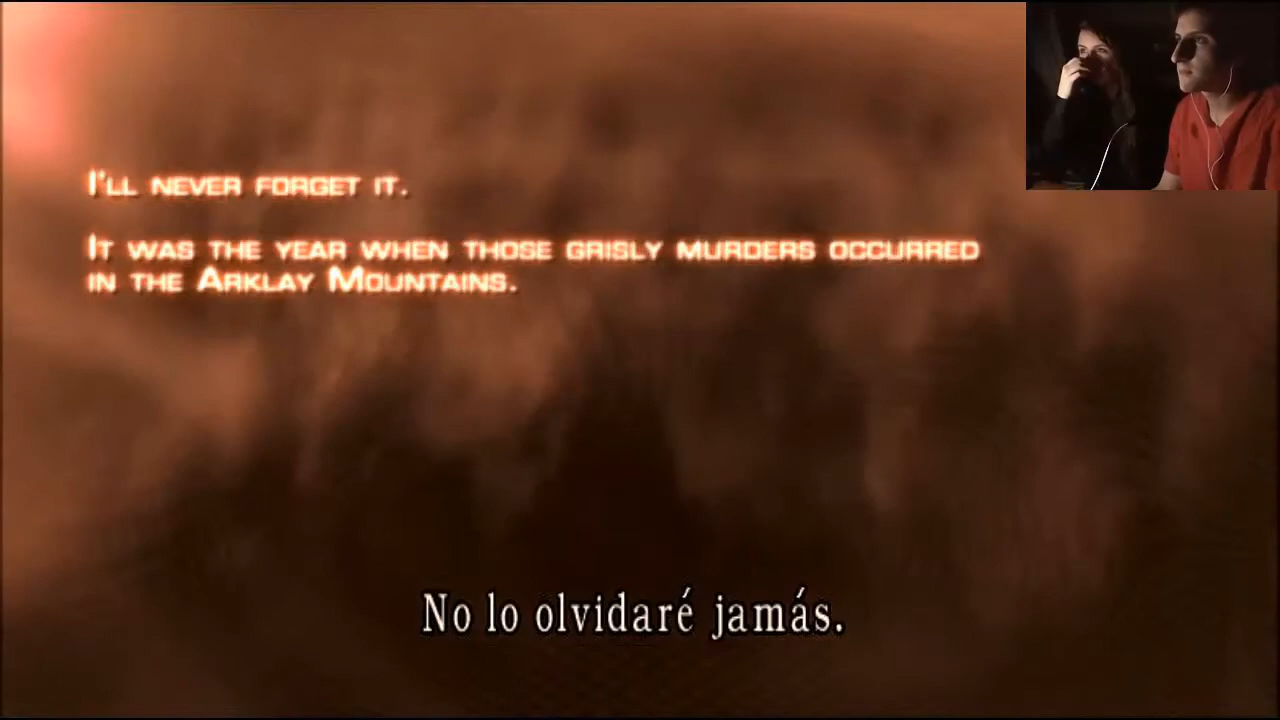 I'll never forget it.
It was the year when those grisly murders occurred
in the Arklay Mountains.
No lo olvidaré jamás.